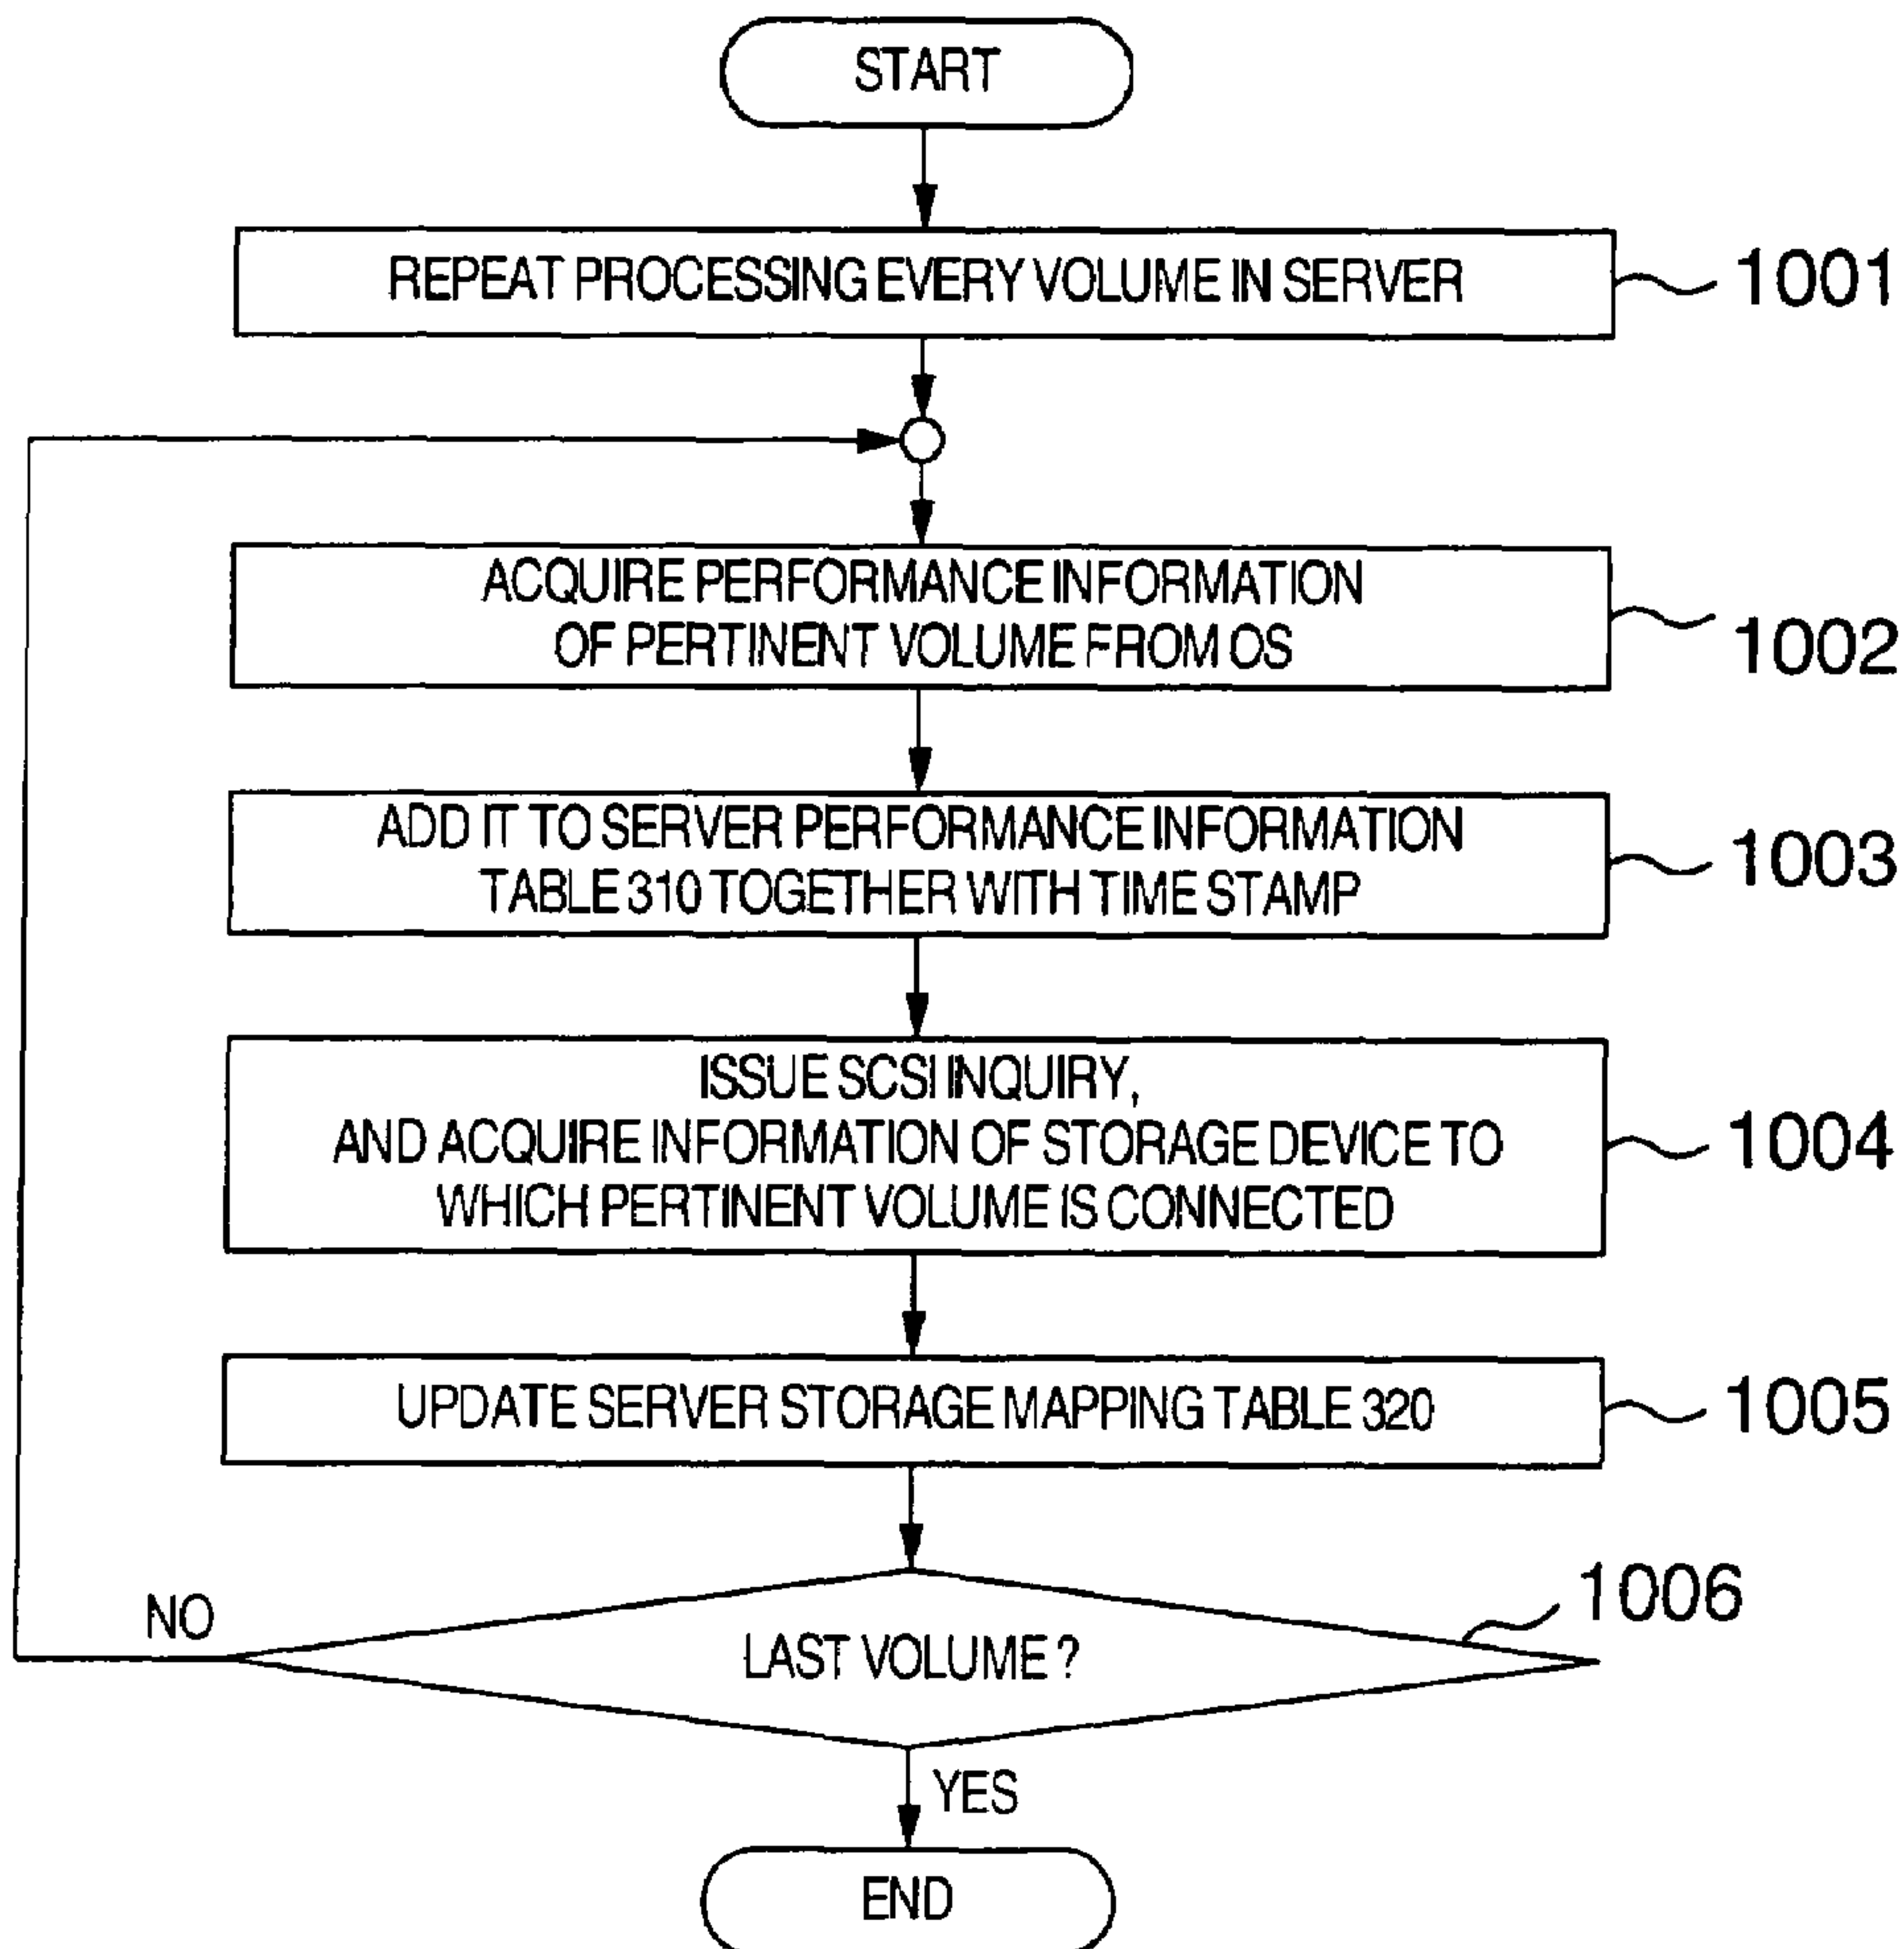 START
REPEAT PROCESSING EVERY VOLUME IN SERVER
1001
ACQUIRE PERFORMANCE INFORMATION
OF PERTINENT VOLUME FROM OS
1002
ADD IT TO SERVER PERFORMANCE INFORMATION
TABLE 310 TOGETHER WITH TIME STAMP
1003
ISSUE SCSI INQUIRY,
AND ACQUIRE INFORMATION OF STORAGE DEVICE TO
WHICH PERTINENT VOLUME IS CONNECTED
1004
UPDATE SERVER STORAGE MAPPING TABLE 320
1005
1006
NO
LAST VOLUME ?
YES
END